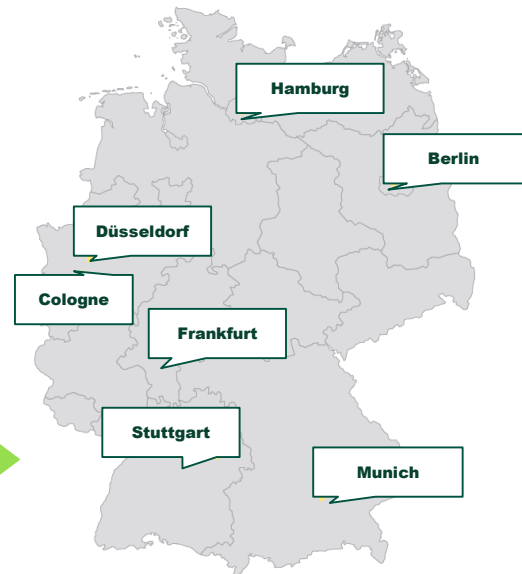 Hamburg
Berlin
Düsseldorf
Cologne
Frankfurt
Stuttgart
Munich